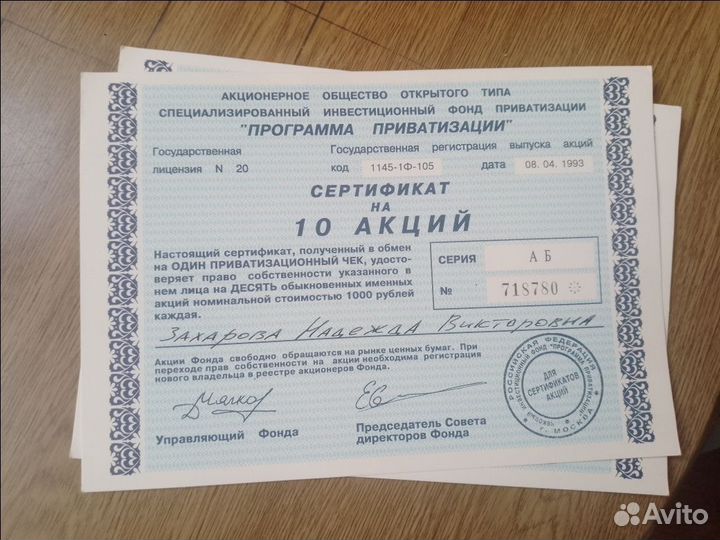 АКЦИОНЕРНОЕ ОБЩЕСТВО ОТКРЫТОГО ТИПА
СПЕЦИАЛИЗИРОВАННЫЙ ИНВЕСТИЦИОННЫЙ ФОНД ПРИВАТИЗАЦИИ
"ПРОГРАММА ПРИВАТИЗАЦИИ"
Государственная
лицензия N 20
Государственная регистрация выпуска акций
код 1145-1Ф-105 дата 08. 04. 1993
СЕРТИФИКАТ
НА
10 АКЦИЙ
Настоящий сертификат, полученный в обмен
на ОДИН ПРИВАТИЗАЦИОННЫЙ ЧЕК, удосто-
веряет право собственности указанного в
нем лица на ДЕСЯТЬ обыкновенных именных
акций номинальной стоимостью 1000 рублей
каждая.
СЕРИЯ А Б
№ 718780
Захарова Надежда Викторовна
Акции Фонда свободно обращаются на рынке ценных бумаг. При
переходе прав собственности на акции необходима регистрация
нового владельца в реестре акционеров Фонда.
Управляющий Фонда
Председатель Совета
директоров Фонда
РОССИЙСКАЯ ФЕДЕРАЦИЯ
ИНВЕСТИЦИОННЫЙ ФОНД "ПРОГРАММА ПРИВАТИЗАЦИИ"
ДЛЯ
СЕРТИФИКАТОВ
АКЦИЙ
Г. МОСКВА
Avito